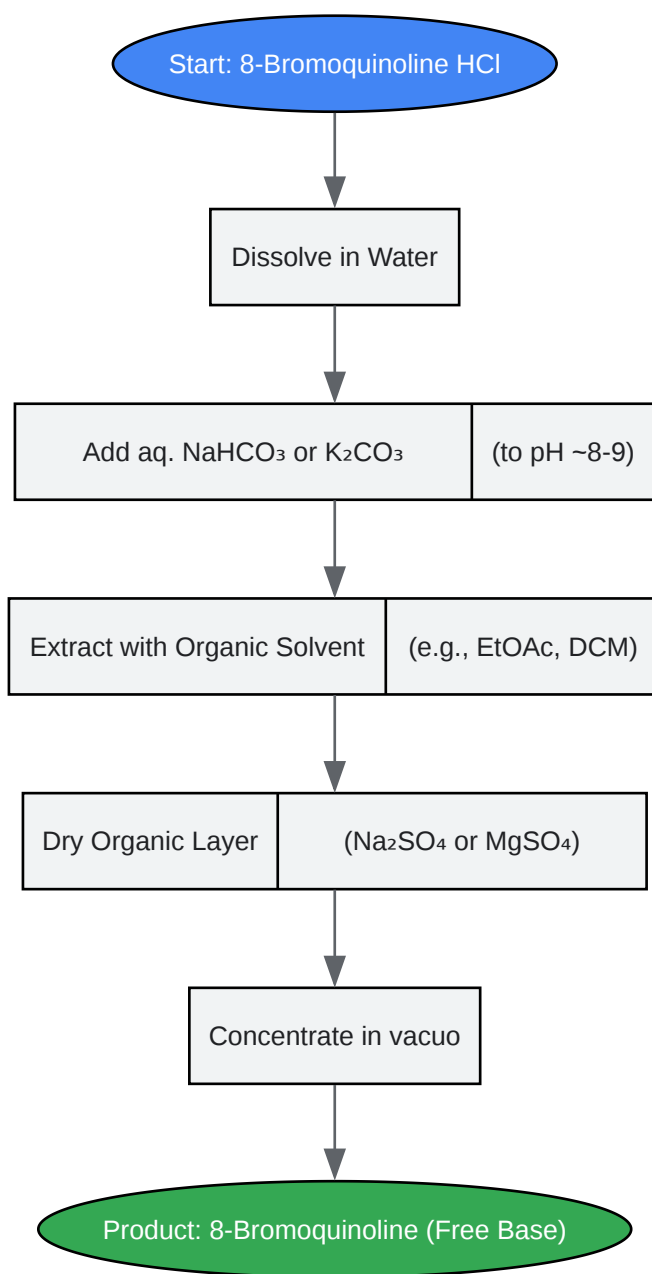 Start: 8-Bromoquinoline HCl
Dissolve in Water
Add aq. NaHCO₃ or K₂CO₃
(to pH ~8-9)
Extract with Organic Solvent
(e.g., EtOAc, DCM)
Dry Organic Layer
(Na₂SO₄ or MgSO₄)
Concentrate in vacuo
Product: 8-Bromoquinoline (Free Base)